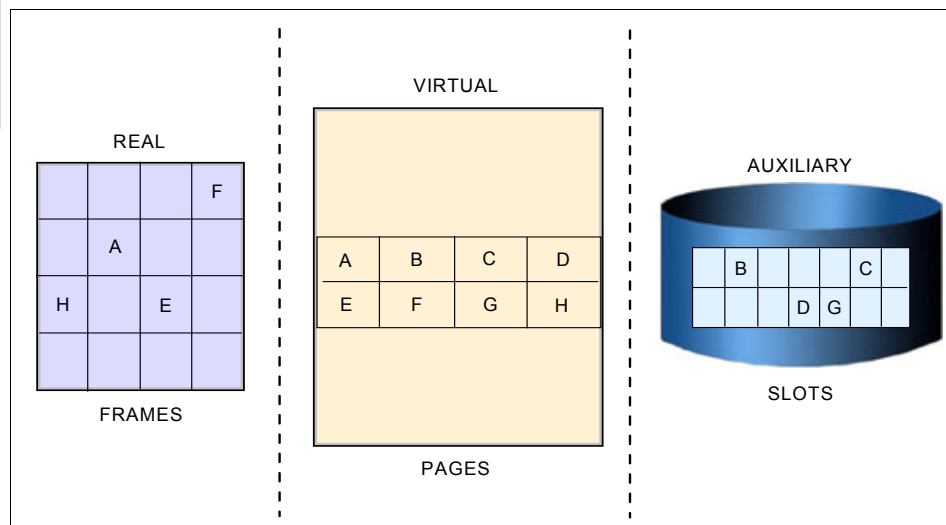 VIRTUAL
REAL
AUXILIARY
F
A
H E
FRAMES
A B C D
E F G H
PAGES
B C
D G
SLOTS